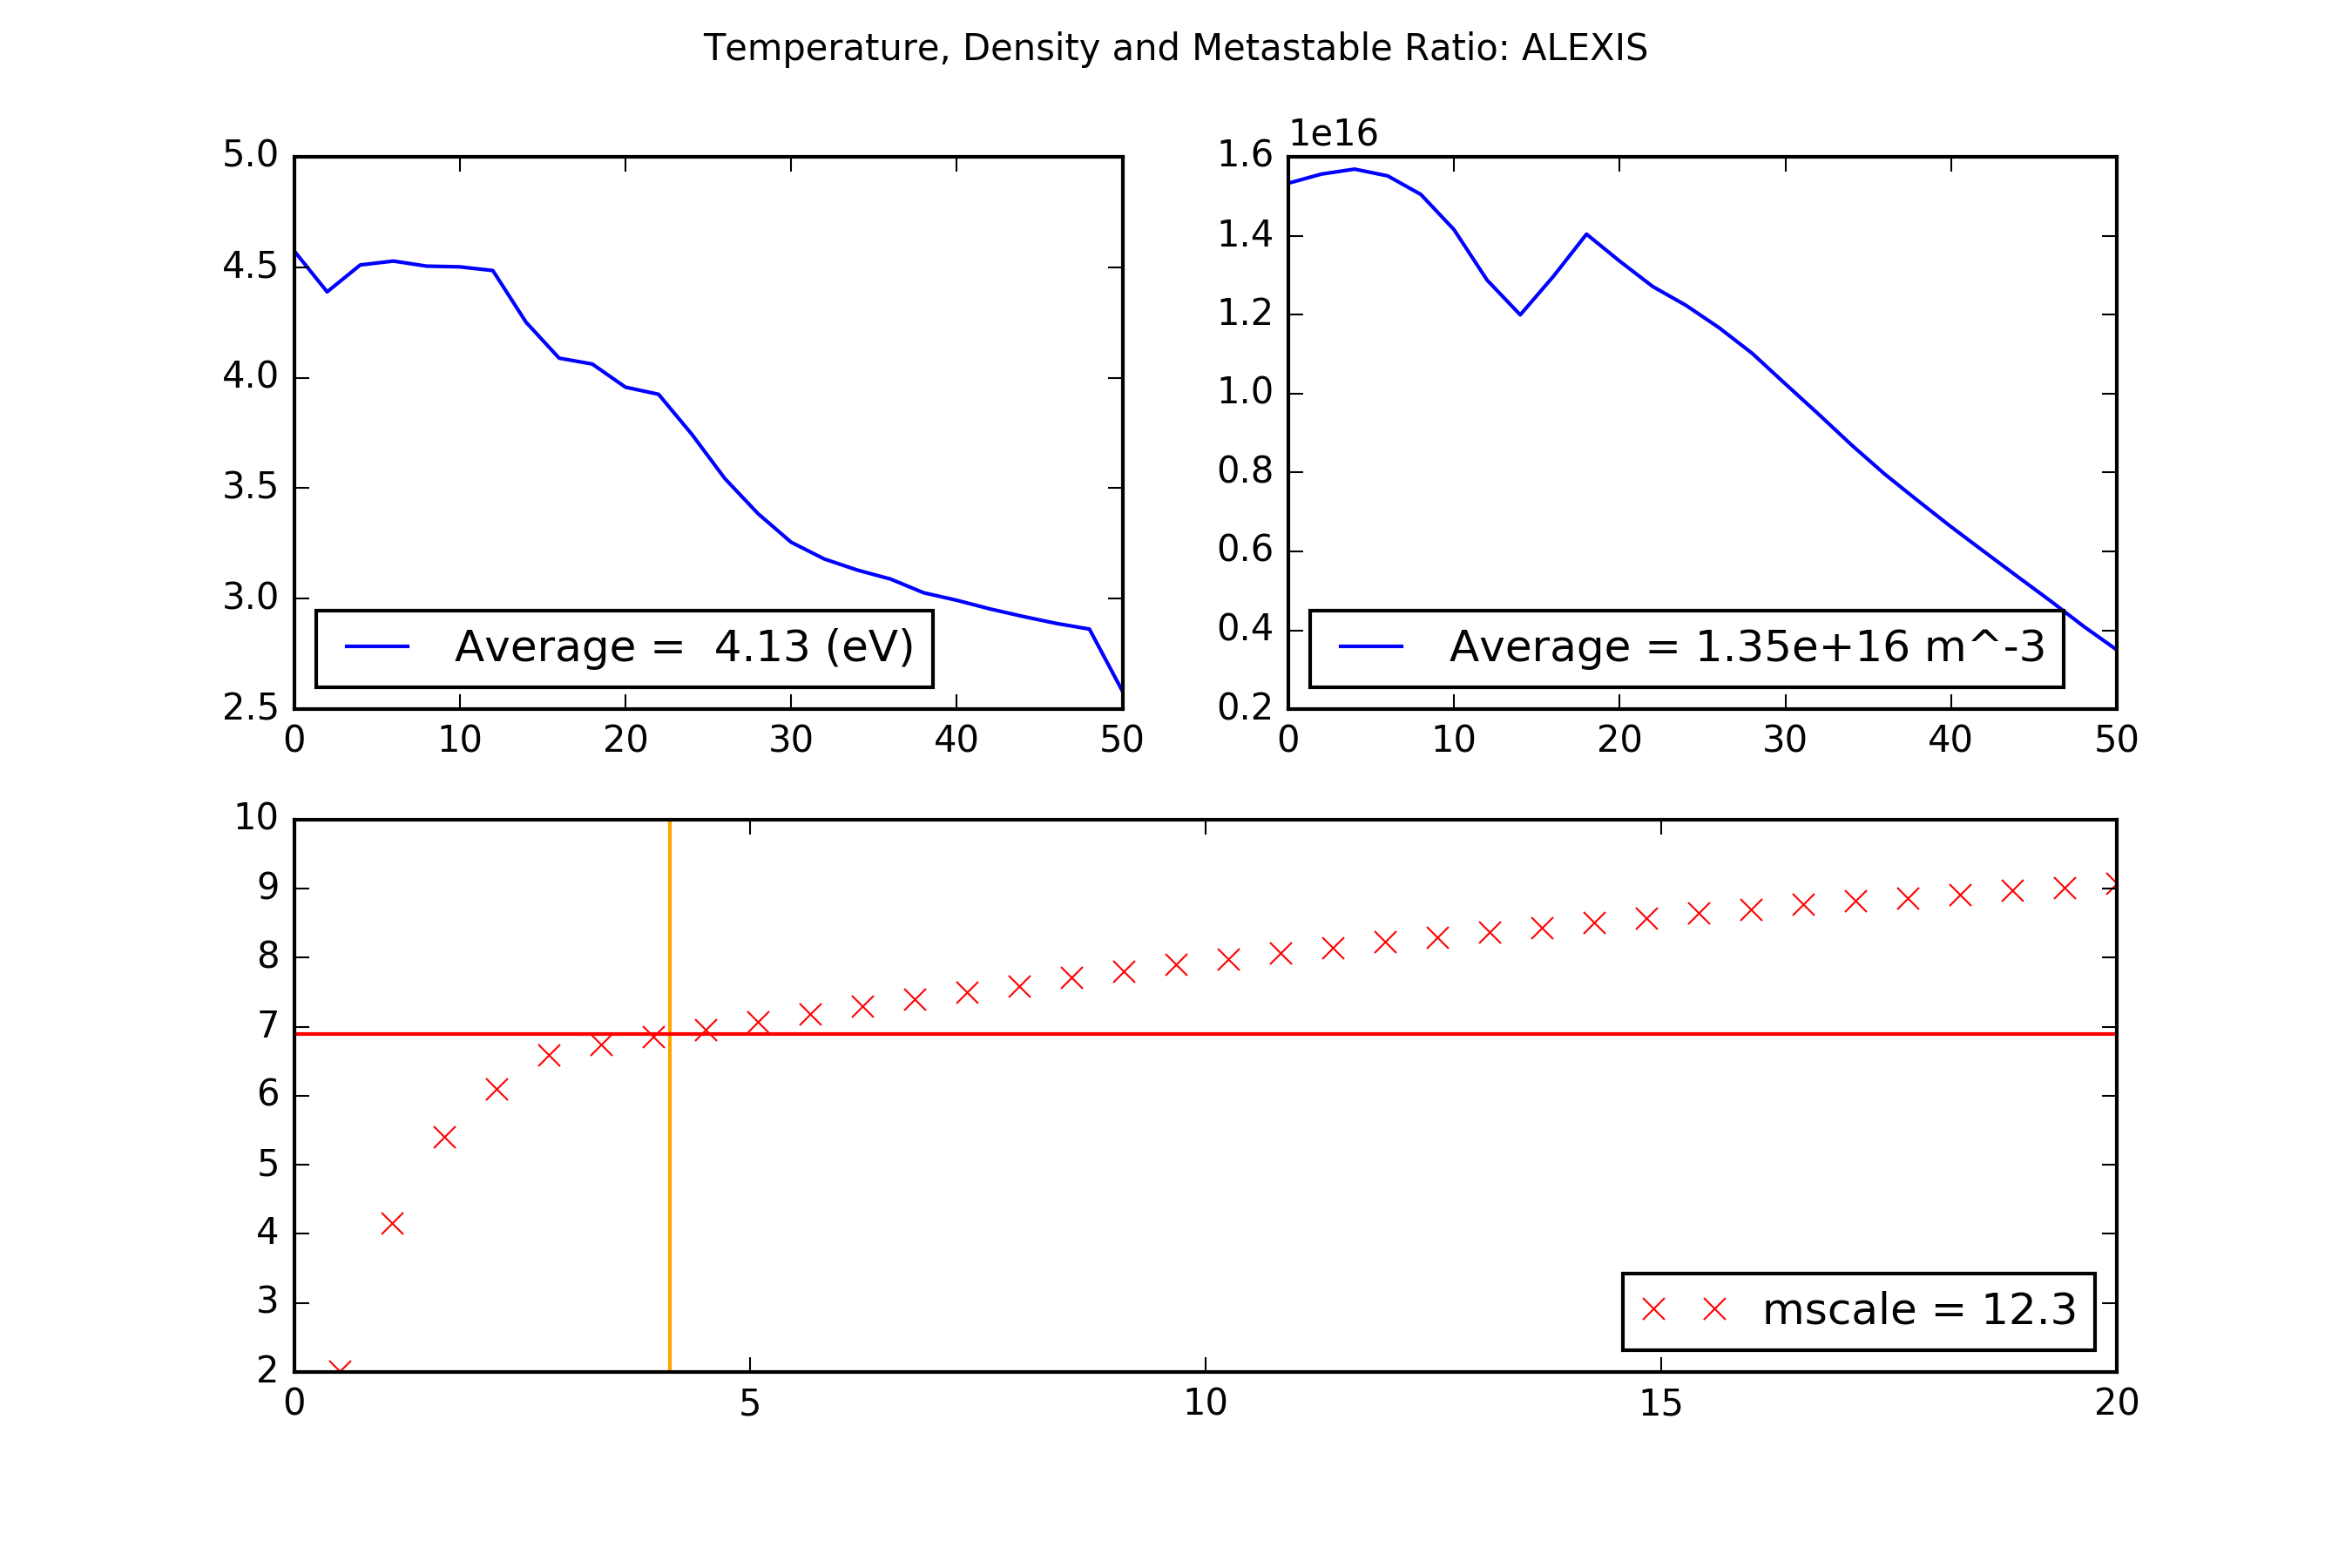 Temperature, Density and Metastable Ratio: ALEXIS
5.0
4.5
4.0
3.5
3.0
2.5
0 10 20 30 40 50
Average =  4.13 (eV)
1e16
1.6
1.4
1.2
1.0
0.8
0.6
0.4
0.2
0 10 20 30 40 50
Average = 1.35e+16 m^-3
10
9
8
7
6
5
4
3
2
0 5 10 15 20
mscale = 12.3